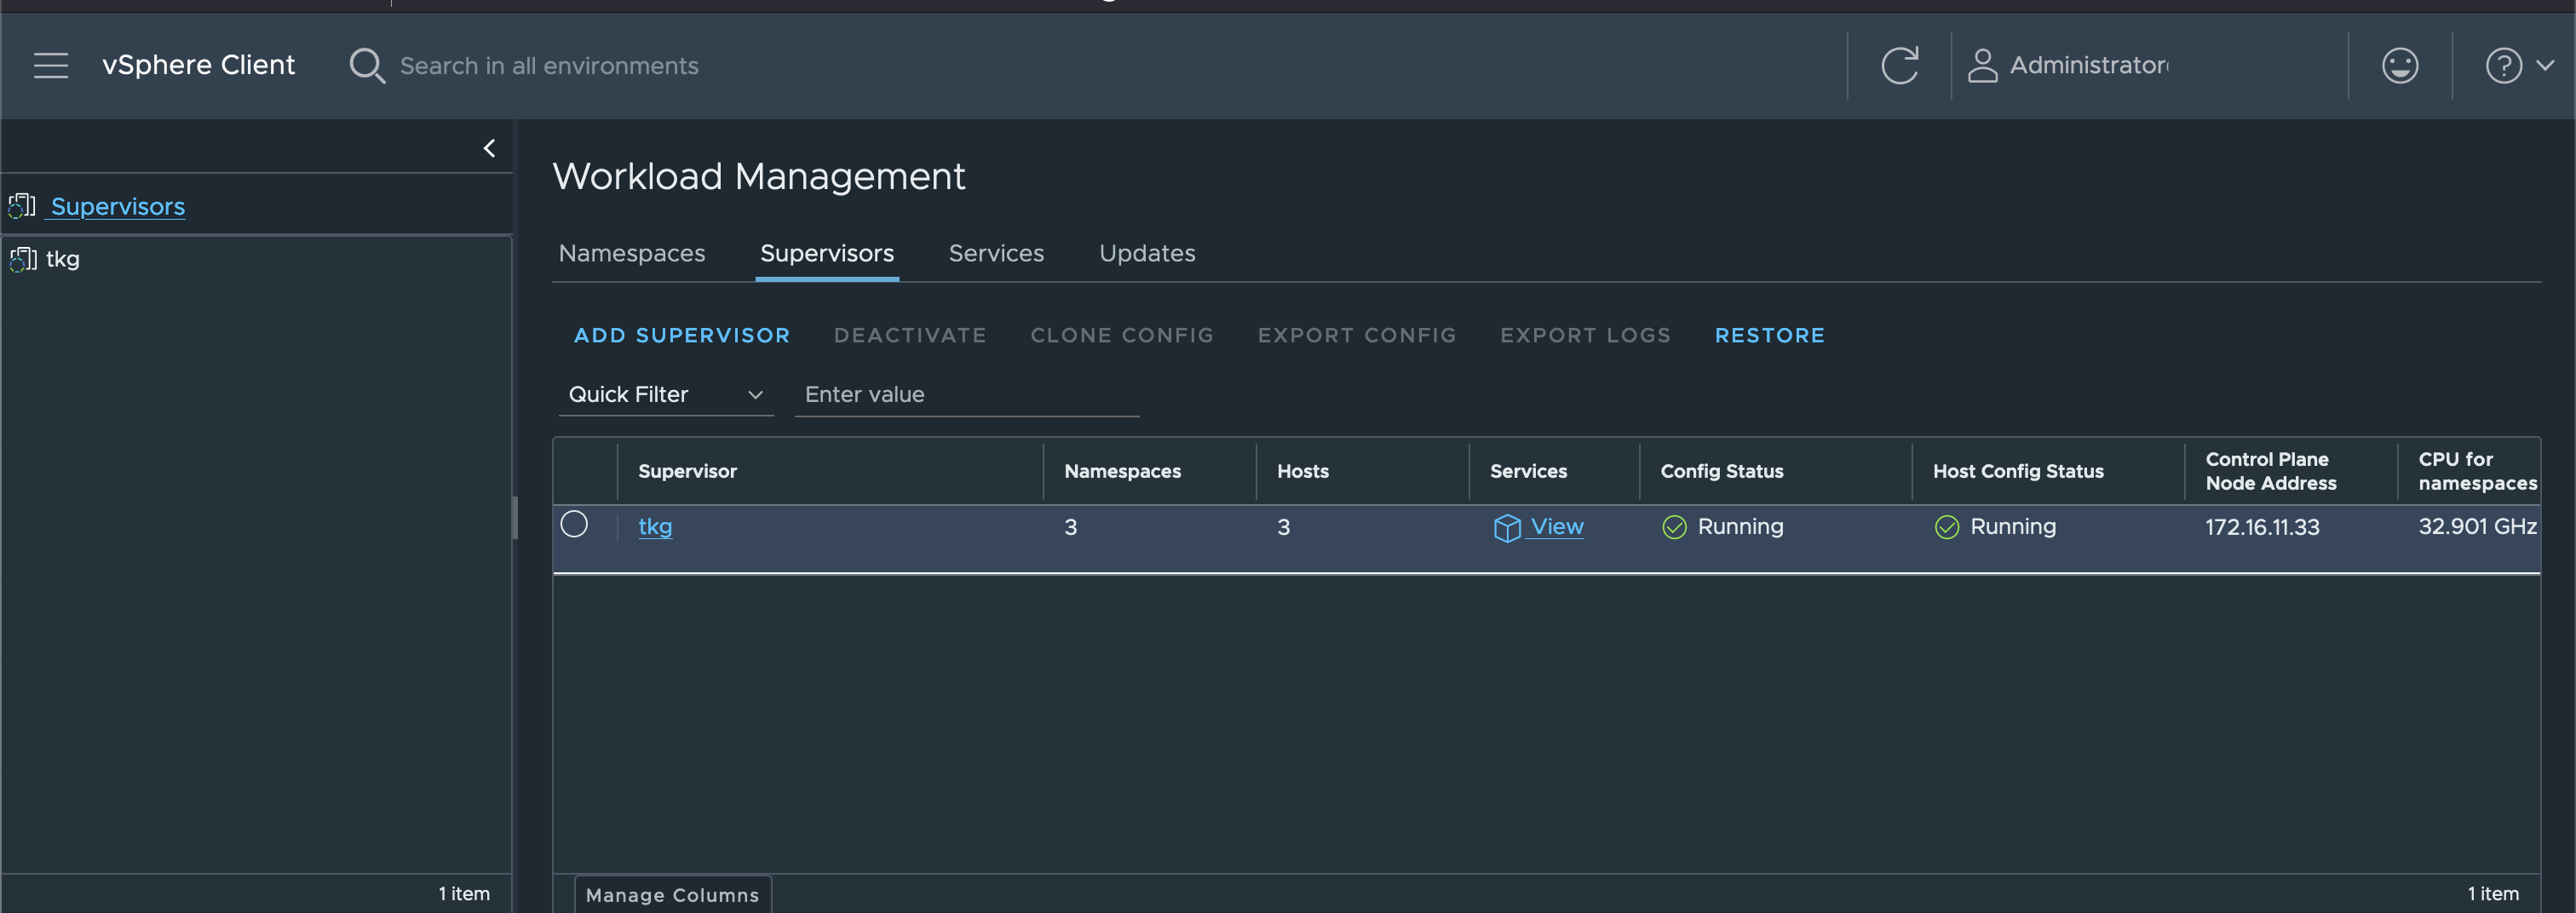 vSphere Client
Search in all environments
Administrator
Supervisors
tkg
1 item
Workload Management
Namespaces Supervisors Services Updates
ADD SUPERVISOR DEACTIVATE CLONE CONFIG EXPORT CONFIG EXPORT LOGS RESTORE
Quick Filter Enter value
Supervisor Namespaces Hosts Services Config Status Host Config Status Control Plane Node Address CPU for namespaces
tkg 3 3 View Running Running 172.16.11.33 32.901 GHz
Manage Columns 1 item